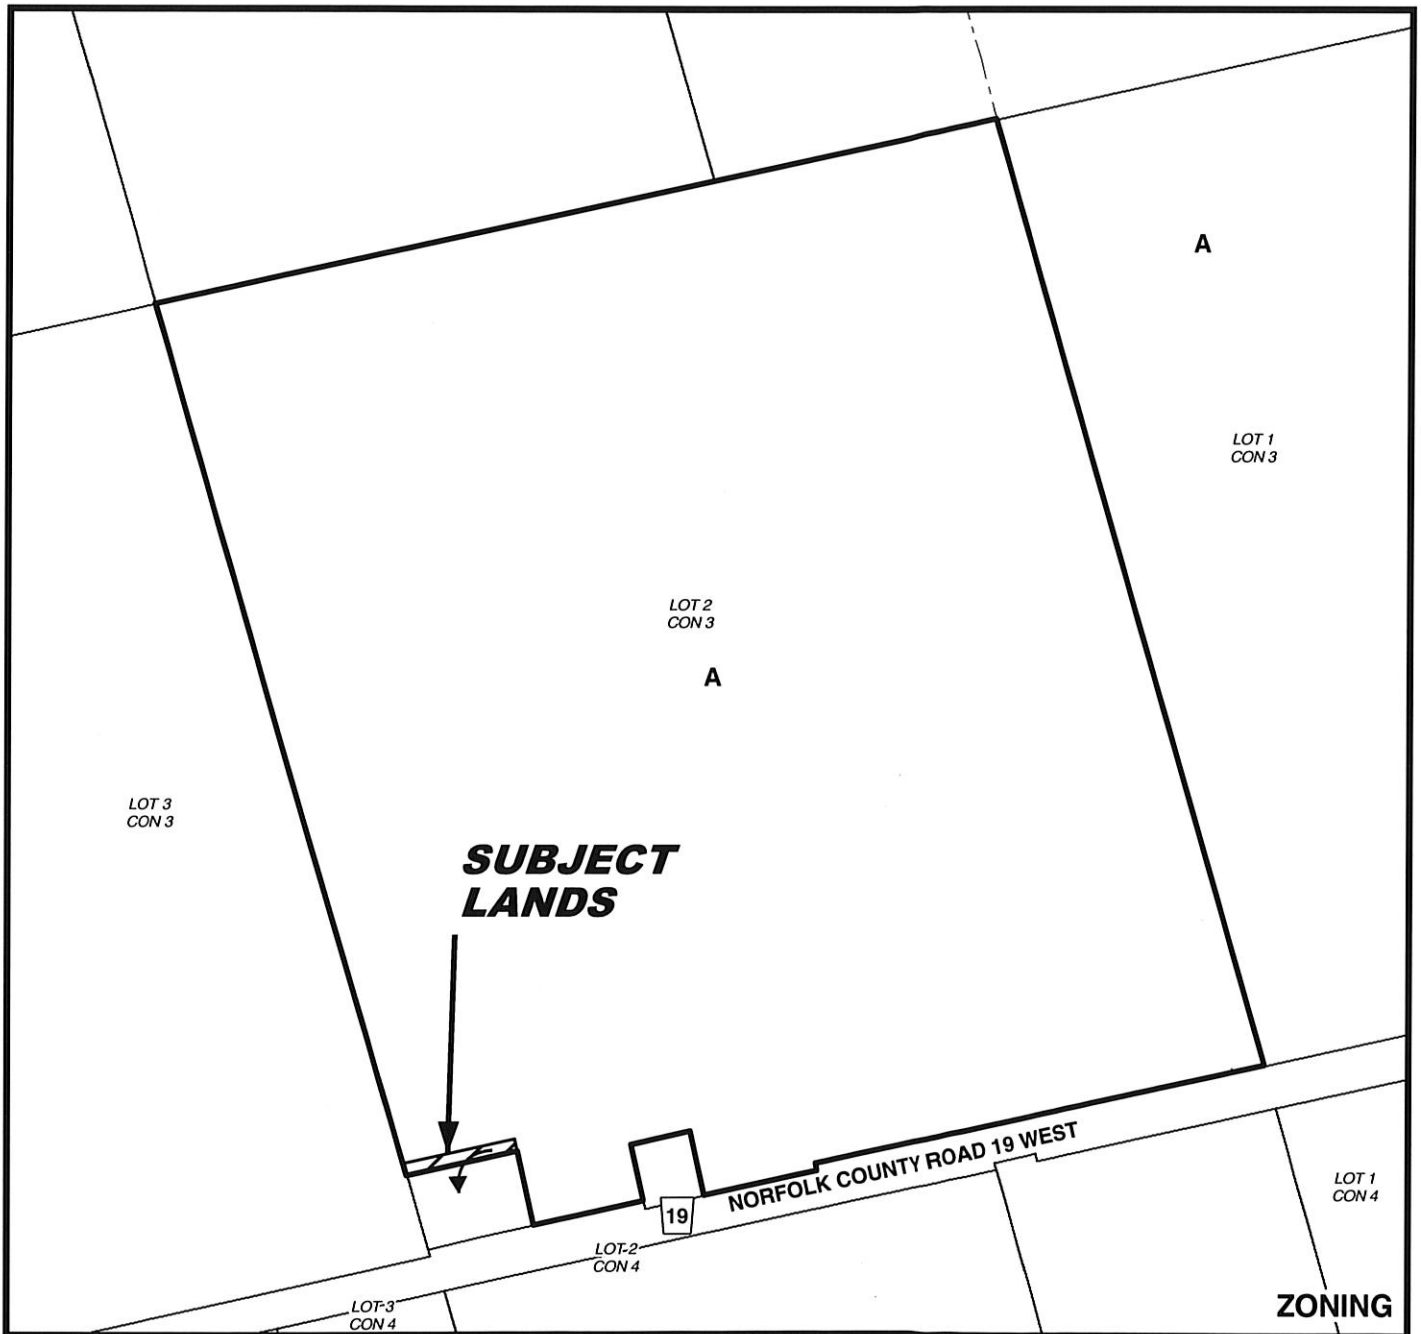 A
LOT 1
CON 3
LOT 2
CON 3
A
LOT 3
CON 3
SUBJECT
LANDS
NORFOLK COUNTY ROAD 19 WEST
19
LOT 1
CON 4
LOT-2
CON 4
LOT-3
CON 4
ZONING